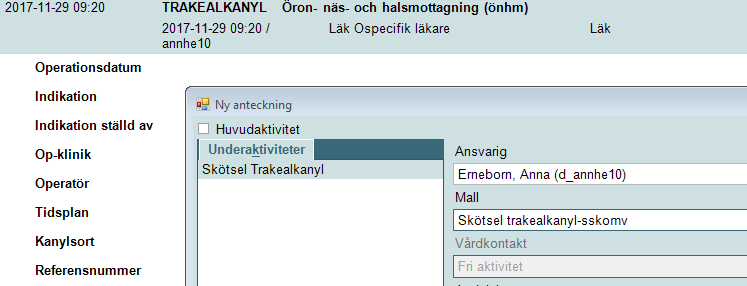 2017-11-29 09:20 TRAKEALKANYL Öron- näs- och halsmottagning (önhm)
2017-11-29 09:20 / Läk Ospecifik läkare Läk
annhe10
Operationsdatum
Indikation
Indikation ställd av
Op-klinik
Operatör
Tidsplan
Kanylsort
Referensnummer
Ny anteckning
Huvudaktivitet
Underaktiviteter
Skötsel Trakealkanyl
Ansvarig
Erneborn, Anna (d_annhe10)
Mall
Skötsel trakealkanyl-sskomv
Vårdkontakt
Fri aktivitet